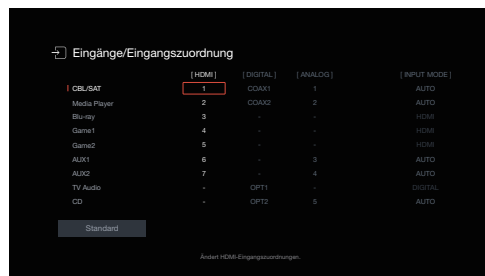 Eingänge/Eingangszuordnung
[ HDMI ] [ DIGITAL ] [ ANALOG ] [ INPUT MODE ]
CBL/SAT 1 COAX1 1 AUTO
Media Player 2 COAX2 2 AUTO
Blu-ray 3 - - HDMI
Game1 4 - - HDMI
Game2 5 - - HDMI
AUX1 6 - 3 AUTO
AUX2 7 - 4 AUTO
TV Audio - OPT1 - DIGITAL
CD - OPT2 5 AUTO
Standard
Ändert HDMI-Eingangszuordnungen.